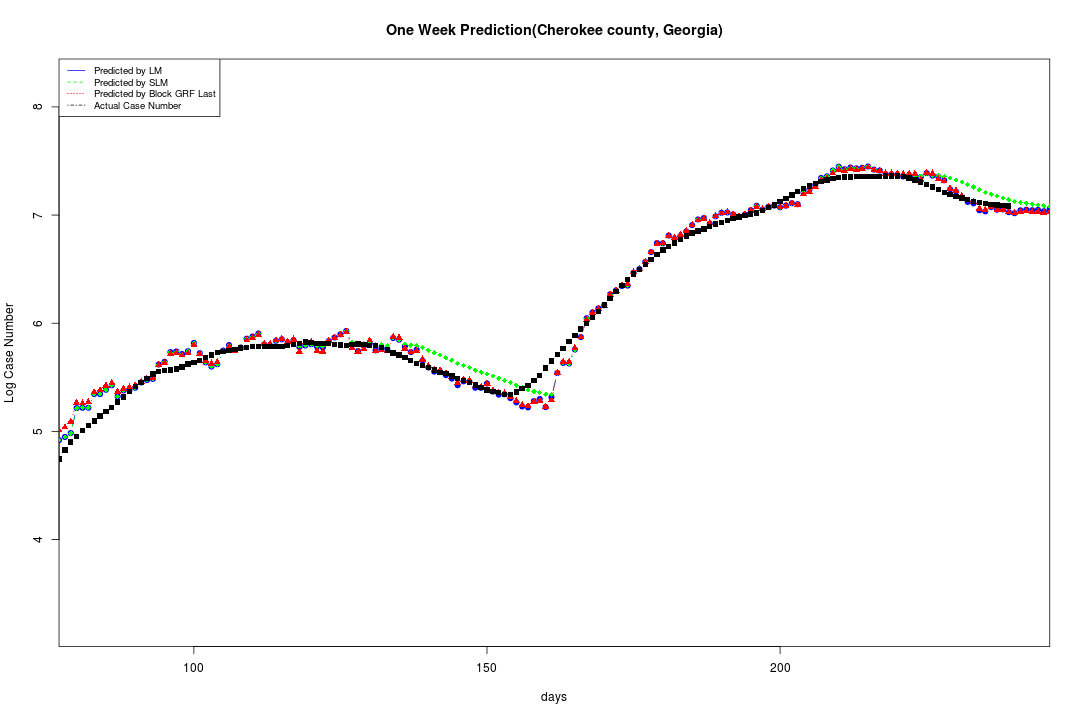 One Week Prediction(Cherokee county, Georgia)
Predicted by LM
Predicted by SLM
Predicted by Block GRF Last
Actual Case Number
Log Case Number
8
7
6
5
4
100 150 200
days